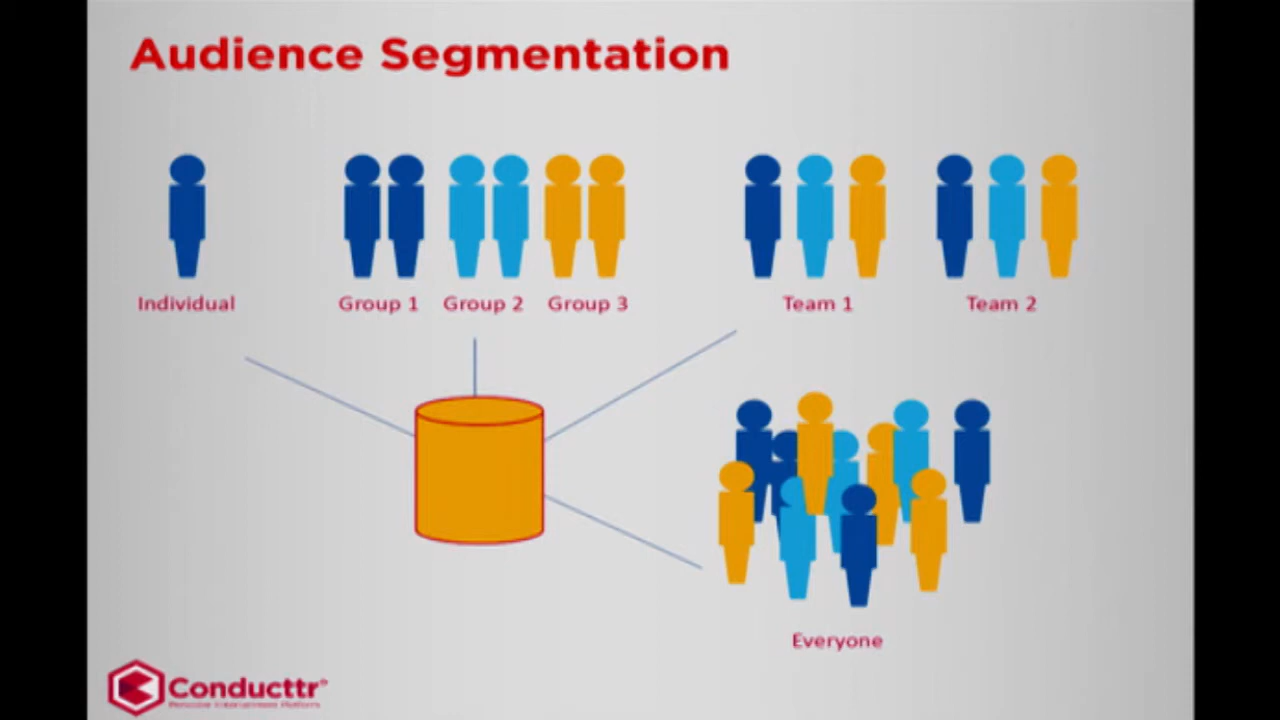 Audience Segmentation
Individual
Group 1
Group 2
Group 3
Team 1
Team 2
Everyone
Conducttr®